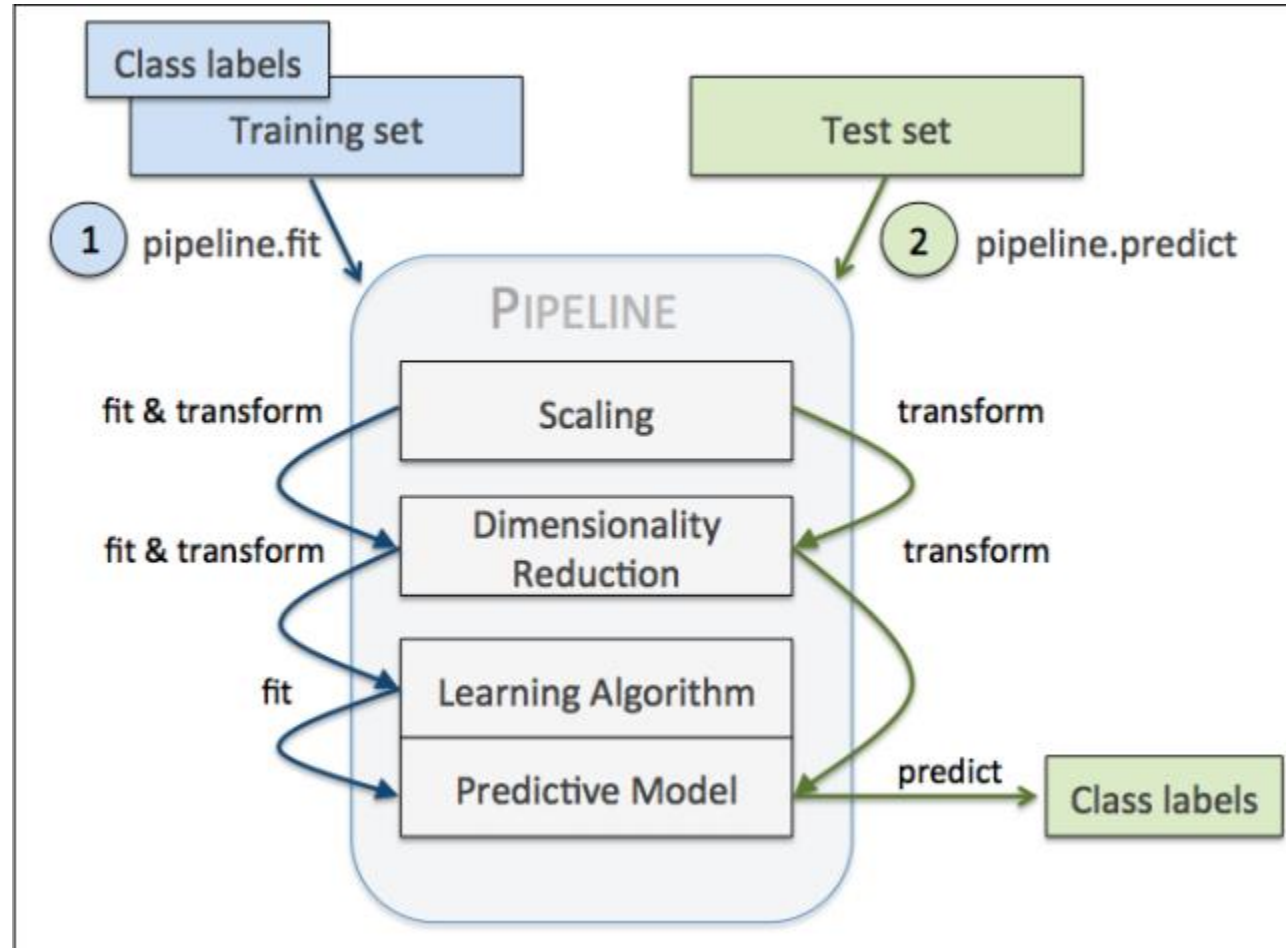 Class labels
Training set
Test set
1 pipeline.fit
2 pipeline.predict
PIPELINE
fit & transform
Scaling
transform
fit & transform
Dimensionality
Reduction
transform
fit
Learning Algorithm
Predictive Model
predict
Class labels